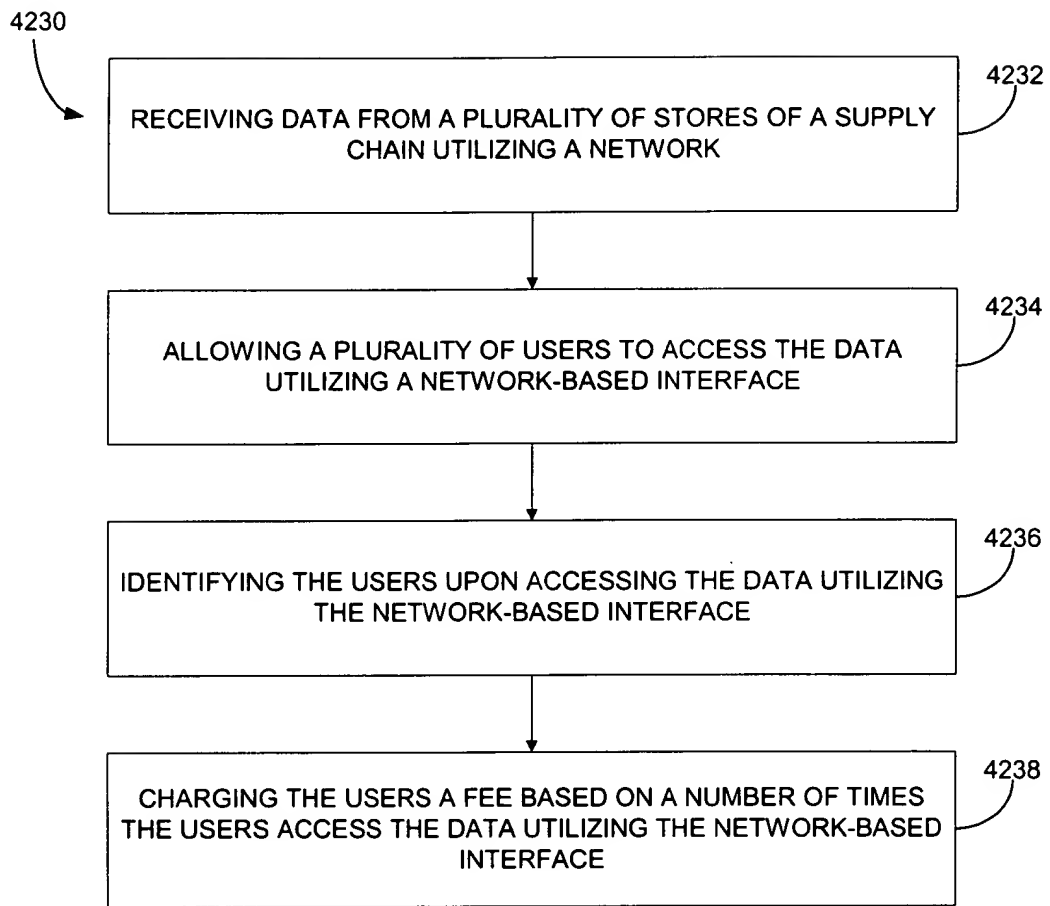 4230
4232
RECEIVING DATA FROM A PLURALITY OF STORES OF A SUPPLY
CHAIN UTILIZING A NETWORK
4234
ALLOWING A PLURALITY OF USERS TO ACCESS THE DATA
UTILIZING A NETWORK-BASED INTERFACE
4236
IDENTIFYING THE USERS UPON ACCESSING THE DATA UTILIZING
THE NETWORK-BASED INTERFACE
4238
CHARGING THE USERS A FEE BASED ON A NUMBER OF TIMES
THE USERS ACCESS THE DATA UTILIZING THE NETWORK-BASED
INTERFACE